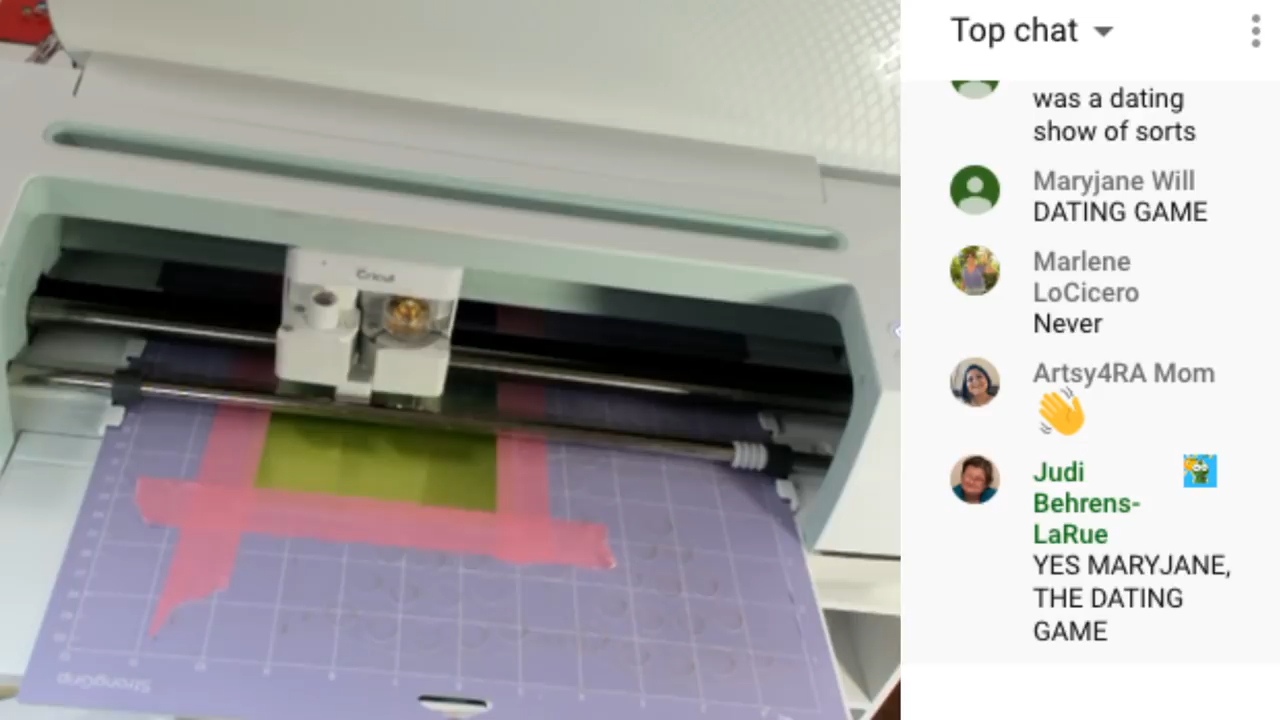 Cricut
StrongGrip
Top chat
was a dating
show of sorts
Maryjane Will
DATING GAME
Marlene
LoCicero
Never
Artsy4RA Mom
👋
Judi
Behrens-
LaRue
YES MARYJANE,
THE DATING
GAME